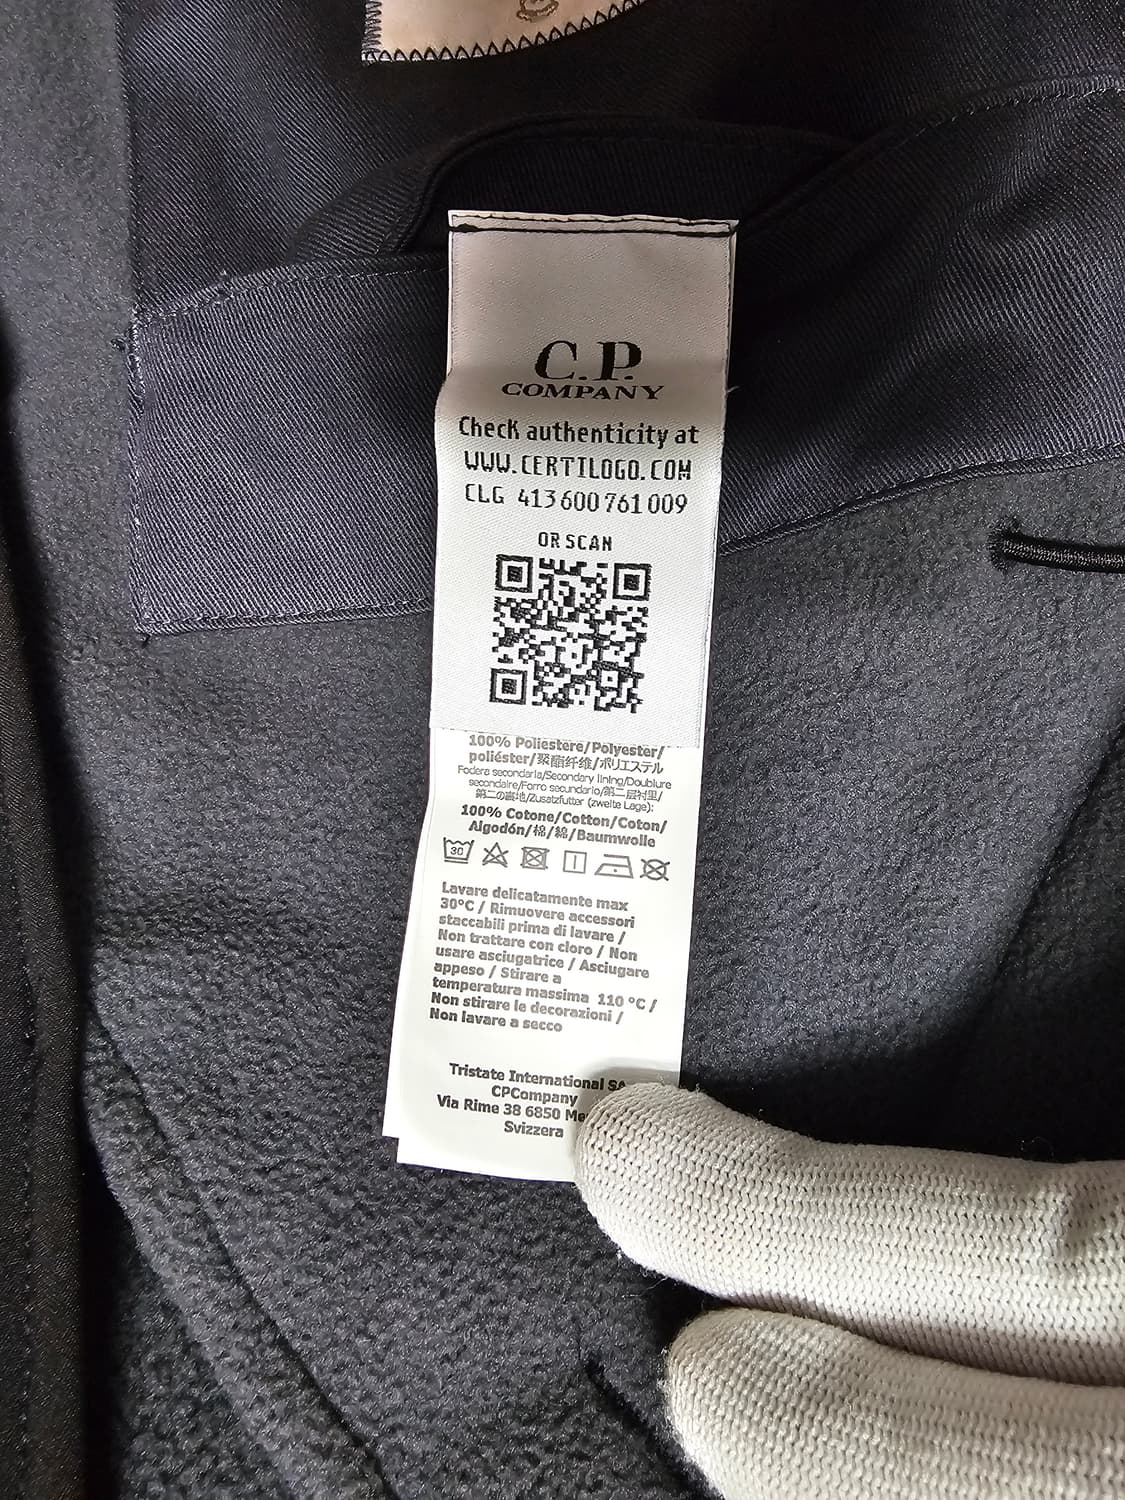 C.P.
COMPANY
Check authenticity at
WWW.CERTILOGO.COM
CLG 413600761009
OR SCAN
100% Poliestere/Polyester/
poliéster/聚酯纤维/ポリエステル
Fodera secondaria/Secondary lining/Doublure
secondaire/Forro secundario/第二层衬里/
第二の裏地/Zusatzfutter (zweite Lage):
100% Cotone/Cotton/Coton/
Algodón/棉/綿/Baumwolle
30
Lavare delicatamente max
30°C / Rimuovere accessori
staccabili prima di lavare /
Non trattare con cloro / Non
usare asciugatrice / Asciugare
appeso / Stirare a
temperatura massima 110 °C /
Non stirare le decorazioni /
Non lavare a secco
Tristate International SA
CPCompany
Via Rime 38 6850
Svizzera